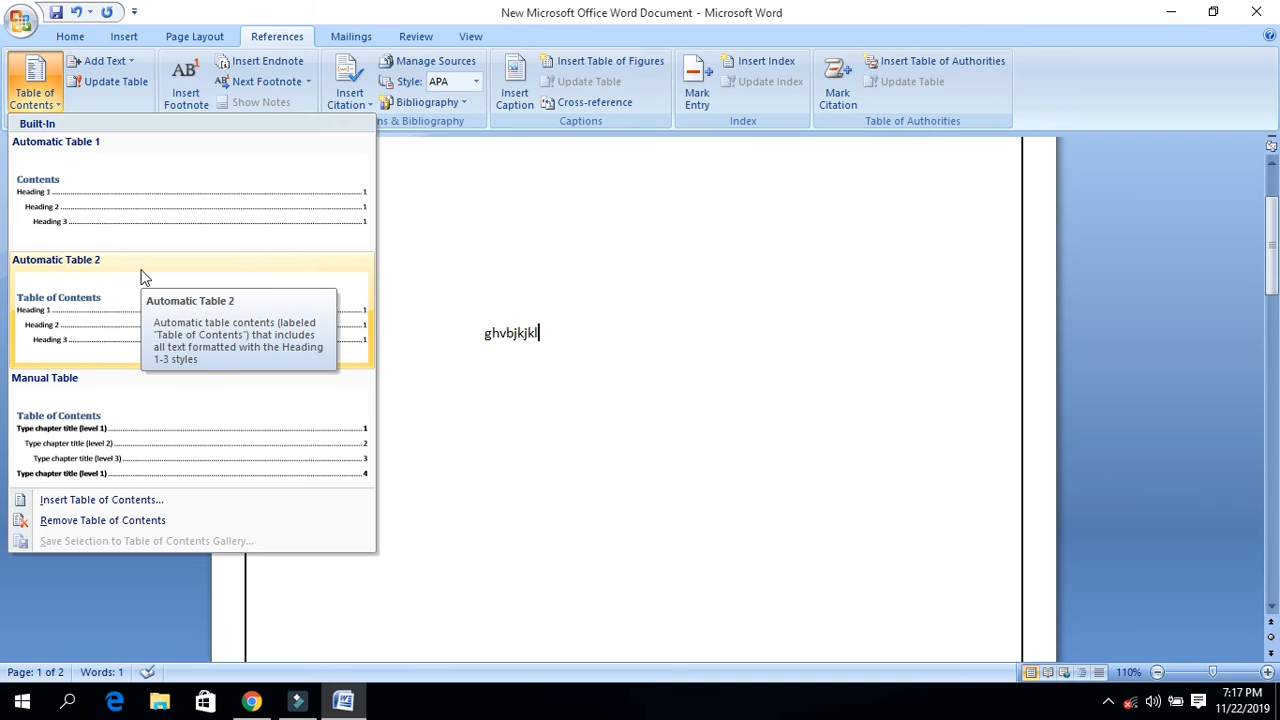 New Microsoft Office Word Document - Microsoft Word
Home Insert Page Layout References Mailings Review View
Table of Contents
Add Text
Update Table
AB1
Insert Footnote
Insert Endnote
Next Footnote
Show Notes
Insert Citation
Manage Sources
Style: APA
Bibliography
ns & Bibliography
Insert Caption
Insert Table of Figures
Update Table
Cross-reference
Captions
Mark Entry
Insert Index
Update Index
Index
Mark Citation
Insert Table of Authorities
Update Table
Table of Authorities
Built-In
Automatic Table 1
Contents
Heading 1 1
Heading 2 1
Heading 3 1
Automatic Table 2
Table of Contents
Heading 1 1
Heading 2 1
Heading 3 1
Automatic Table 2
Automatic table contents (labeled
“Table of Contents”) that includes
all text formatted with the Heading
1-3 styles
Manual Table
Table of Contents
Type chapter title (level 1) 1
Type chapter title (level 2) 2
Type chapter title (level 3) 3
Type chapter title (level 1) 4
Insert Table of Contents...
Remove Table of Contents
Save Selection to Table of Contents Gallery...
ghvbjkjkl
Page: 1 of 2 Words: 1 110%
7:17 PM
11/22/2019